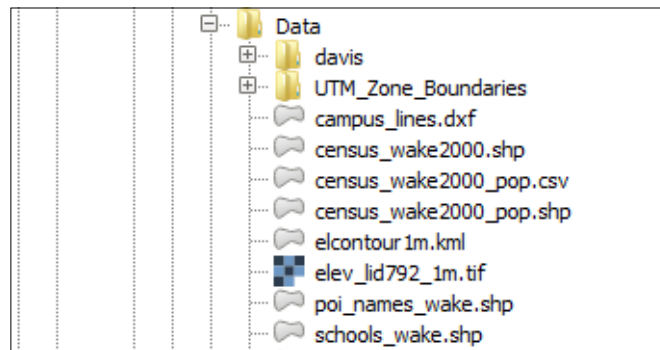 Data
davis
UTM_Zone_Boundaries
campus_lines.dxf
census_wake2000.shp
census_wake2000_pop.csv
census_wake2000_pop.shp
elcontour1m.kml
elev_lid792_1m.tif
poi_names_wake.shp
schools_wake.shp